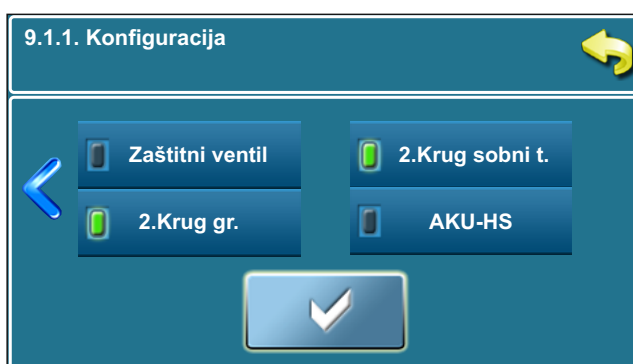 9.1.1. Konfiguracija
Zaštitni ventil
2.Krug sobni t.
2.Krug gr.
AKU-HS